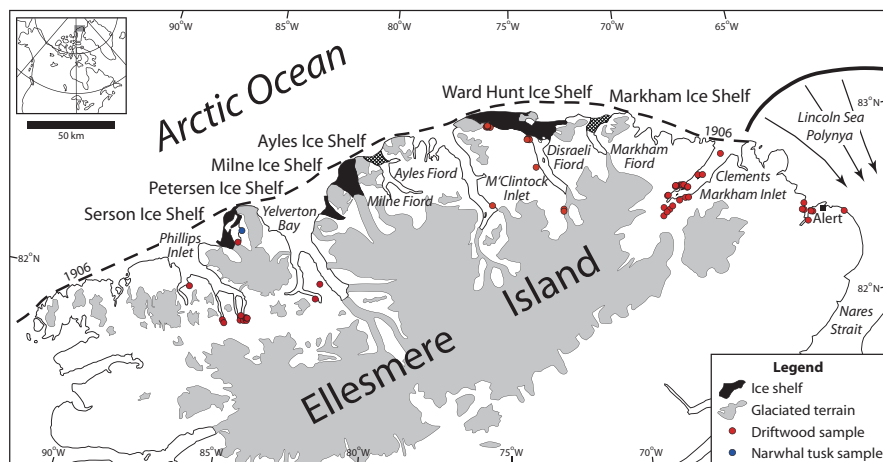 90°W
85°W
80°W
75°W
70°W
65°W
50 km
Arctic Ocean
Ward Hunt Ice Shelf
Markham Ice Shelf
83°N
Lincoln Sea
Polynya
1906
Ayles Ice Shelf
Milne Ice Shelf
Petersen Ice Shelf
Serson Ice Shelf
Disraeli
Fiord
Markham
Fiord
Ayles Fiord
M'Clintock
Inlet
Clements
Markham Inlet
Milne Fiord
Yelverton
Bay
Phillips
Inlet
Alert
82°N
1906
82°N
Nares
Strait
Ellesmere Island
Legend
Ice shelf
Glaciated terrain
Driftwood sample
Narwhal tusk sample
90°W
85°W
80°W
75°W
70°W